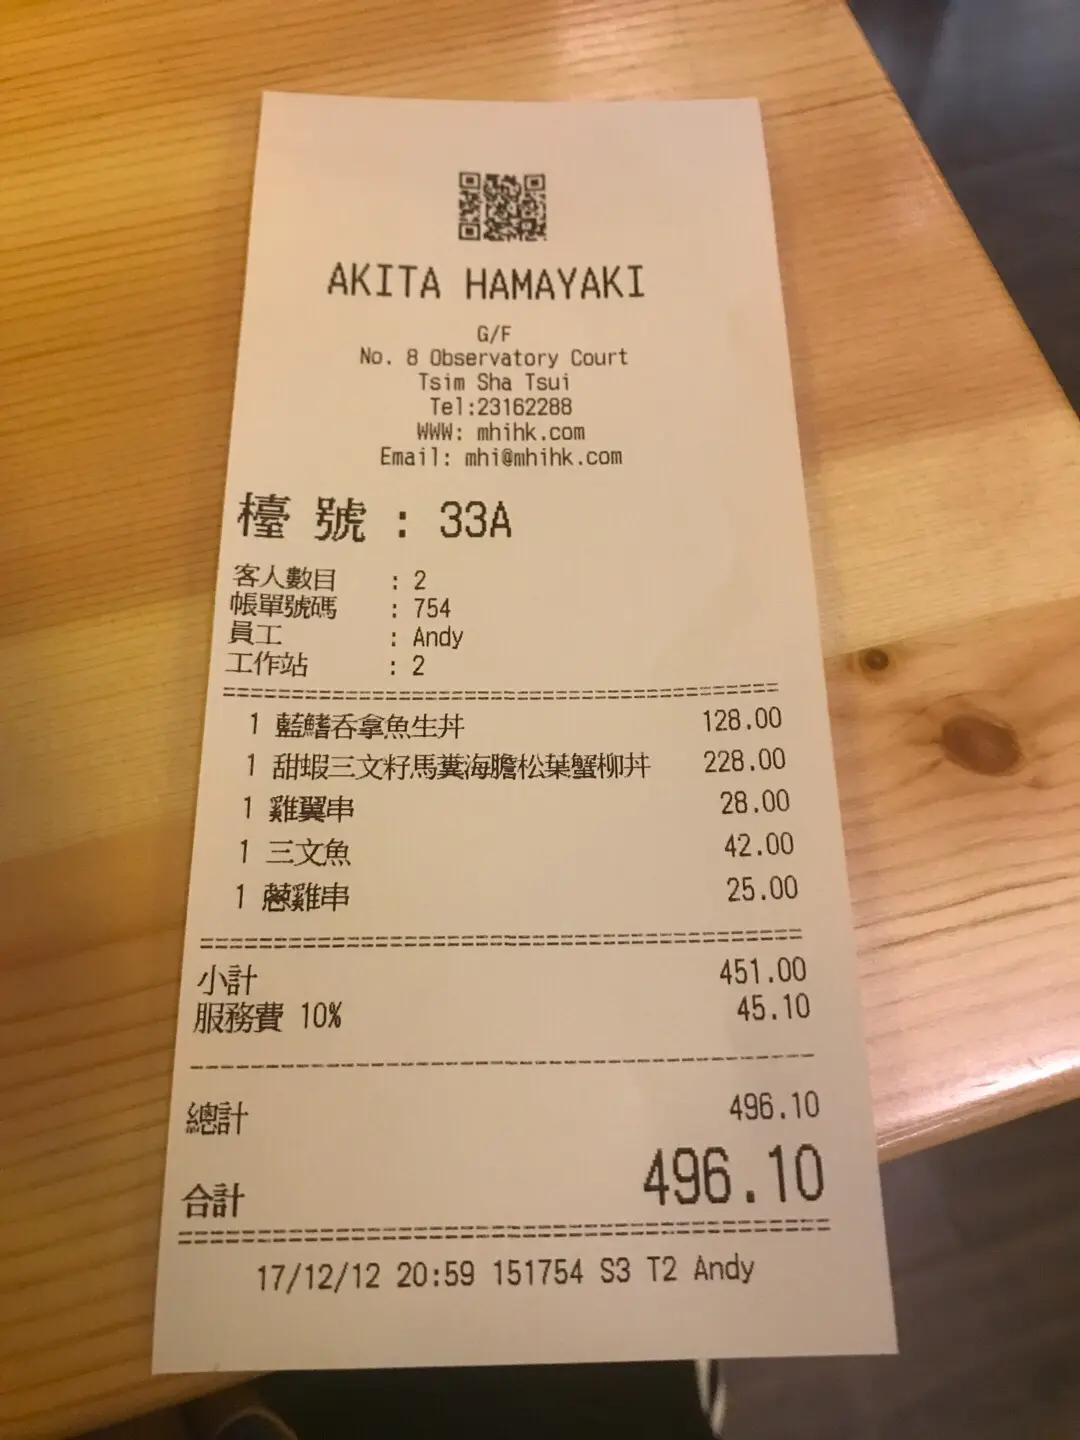 AKITA HAMAYAKI
G/F
No. 8 Observatory Court
Tsim Sha Tsui
Tel:23162288
WWW: mhihk.com
Email: mhi@mhihk.com
檯 號 : 33A
客人數目 : 2
帳單號碼 : 754
員工 : Andy
工作站 : 2
1 藍鰭吞拿魚生丼 128.00
1 甜蝦三文籽馬糞海膽松葉蟹柳丼 228.00
1 雞翼串 28.00
1 三文魚 42.00
1 蔥雞串 25.00
小計 451.00
服務費 10% 45.10
總計 496.10
合計 496.10
17/12/12 20:59 151754 S3 T2 Andy